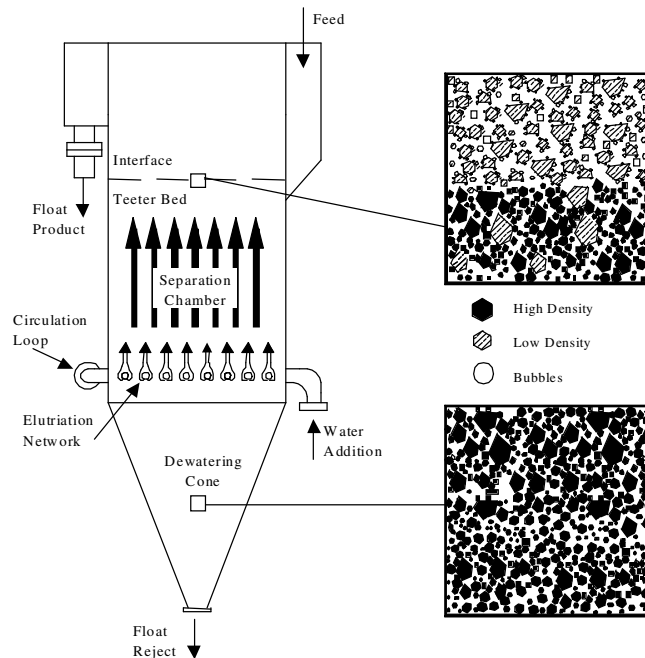 Feed
Interface
Float
Product
Teeter Bed
Separation
Chamber
High Density
Low Density
Bubbles
Circulation
Loop
Elutriation
Network
Water
Addition
Dewatering
Cone
Float
Reject